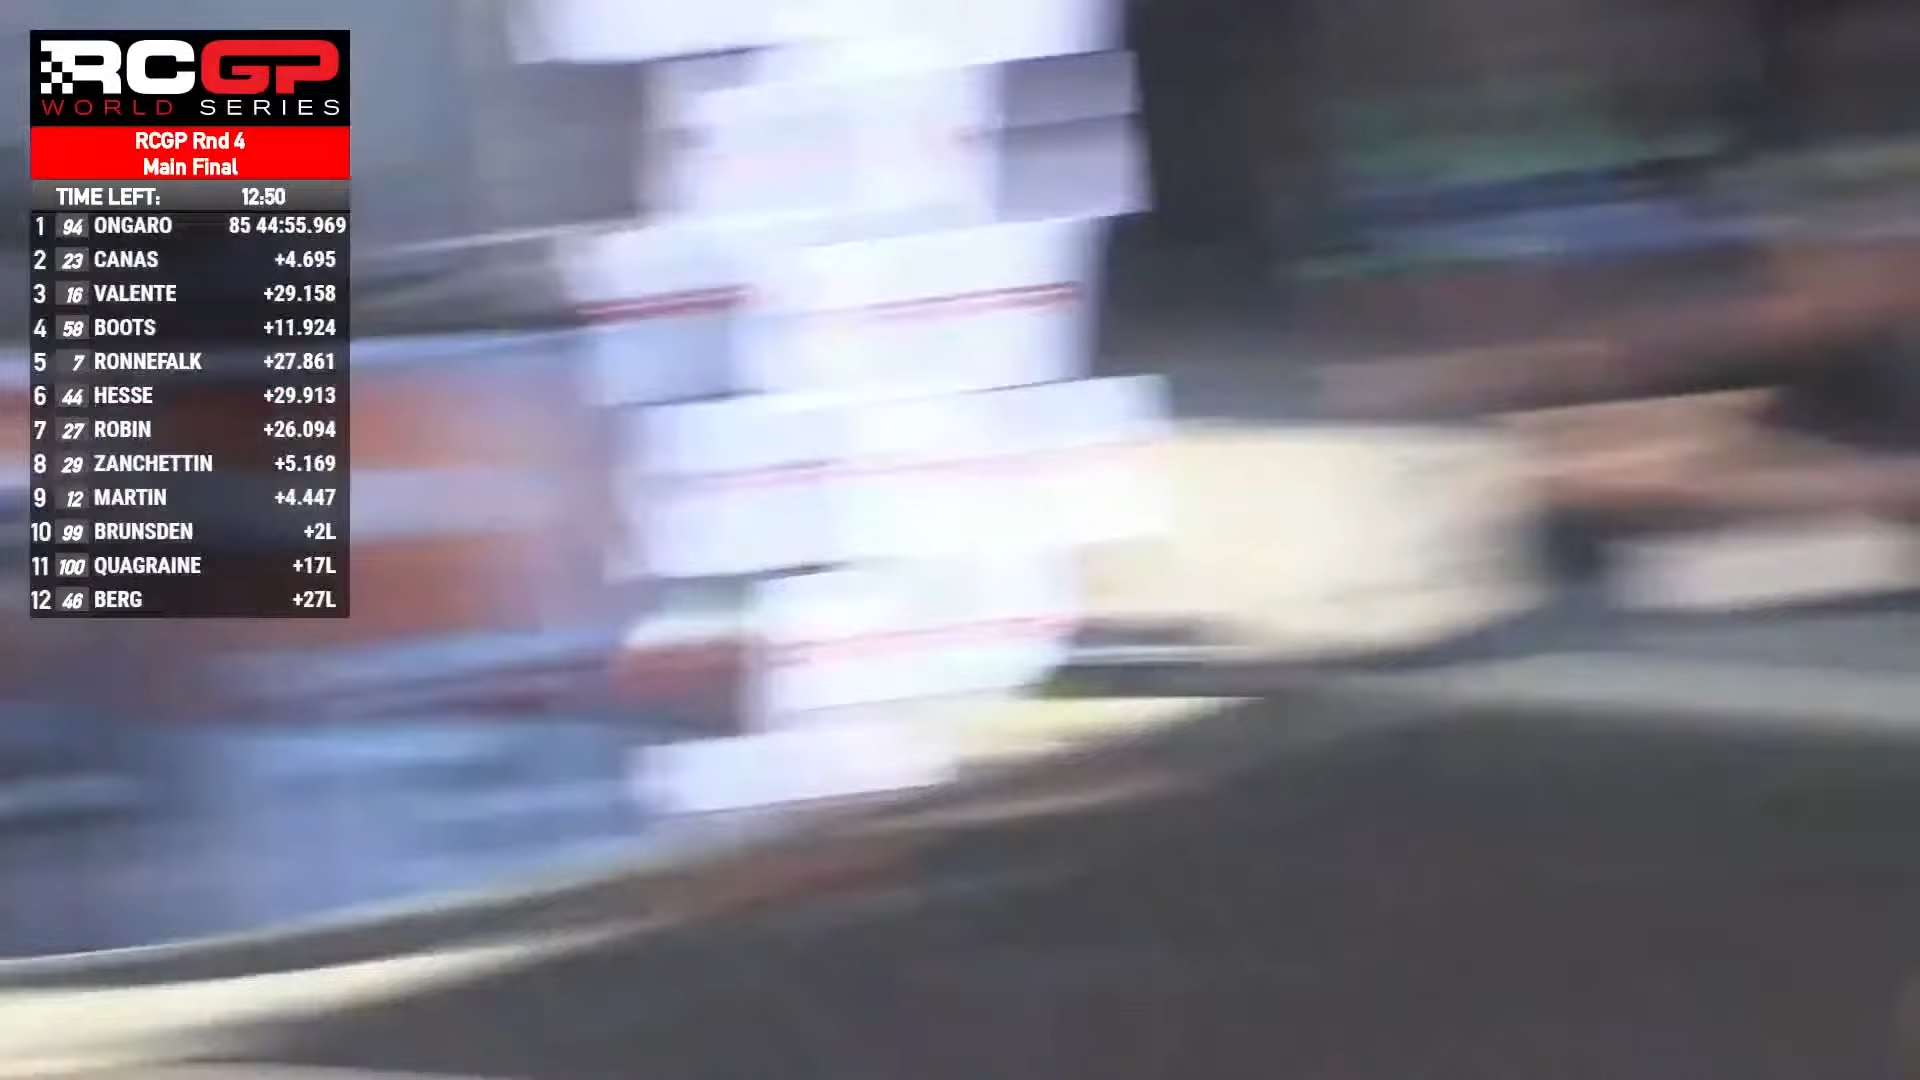 RCGP
WORLD SERIES
RCGP Rnd 4
Main Final
TIME LEFT: 12:50
1 94 ONGARO 85 44:55.969
2 23 CANAS +4.695
3 16 VALENTE +29.158
4 58 BOOTS +11.924
5 7 RONNEFALK +27.861
6 44 HESSE +29.913
7 27 ROBIN +26.094
8 29 ZANCHETTIN +5.169
9 12 MARTIN +4.447
10 99 BRUNSDEN +2L
11 100 QUAGRAINE +17L
12 46 BERG +27L